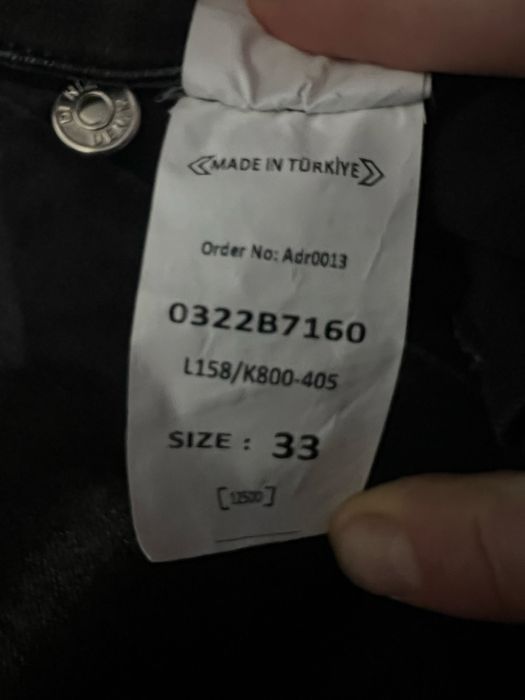 <<MADE IN TÜRKİYE>>
Order No: Adr0013
0322B7160
L158/K800-405
SIZE : 33